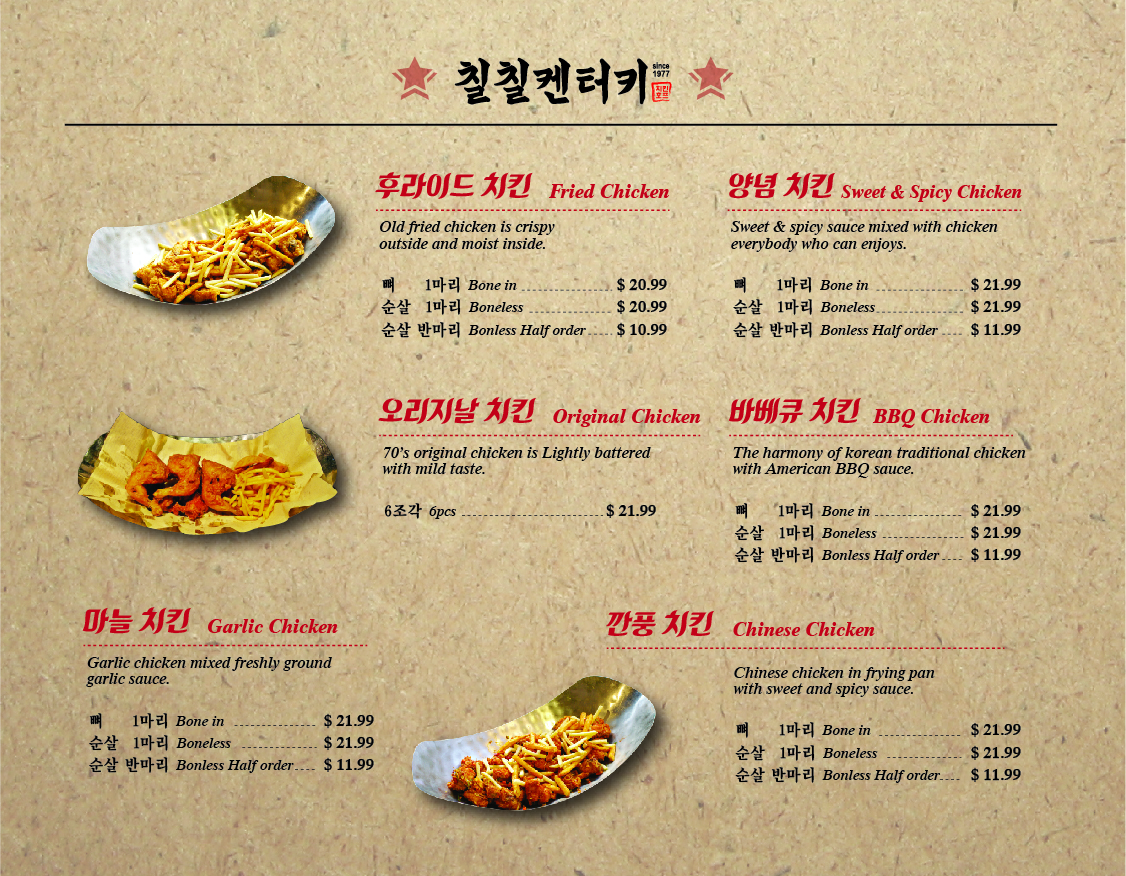 칠칠켄터키 since 1977 치킨 호프
후라이드 치킨 Fried Chicken
Old fried chicken is crispy
outside and moist inside.
뼈 1마리 Bone in $ 20.99
순살 1마리 Boneless $ 20.99
순살 반마리 Bonless Half order $ 10.99
양념 치킨 Sweet & Spicy Chicken
Sweet & spicy sauce mixed with chicken
everybody who can enjoys.
뼈 1마리 Bone in $ 21.99
순살 1마리 Boneless $ 21.99
순살 반마리 Bonless Half order $ 11.99
오리지날 치킨 Original Chicken
70's original chicken is Lightly battered
with mild taste.
6조각 6pcs $ 21.99
바베큐 치킨 BBQ Chicken
The harmony of korean traditional chicken
with American BBQ sauce.
뼈 1마리 Bone in $ 21.99
순살 1마리 Boneless $ 21.99
순살 반마리 Bonless Half order $ 11.99
마늘 치킨 Garlic Chicken
Garlic chicken mixed freshly ground
garlic sauce.
뼈 1마리 Bone in $ 21.99
순살 1마리 Boneless $ 21.99
순살 반마리 Bonless Half order $ 11.99
깐풍 치킨 Chinese Chicken
Chinese chicken in frying pan
with sweet and spicy sauce.
뼈 1마리 Bone in $ 21.99
순살 1마리 Boneless $ 21.99
순살 반마리 Bonless Half order $ 11.99